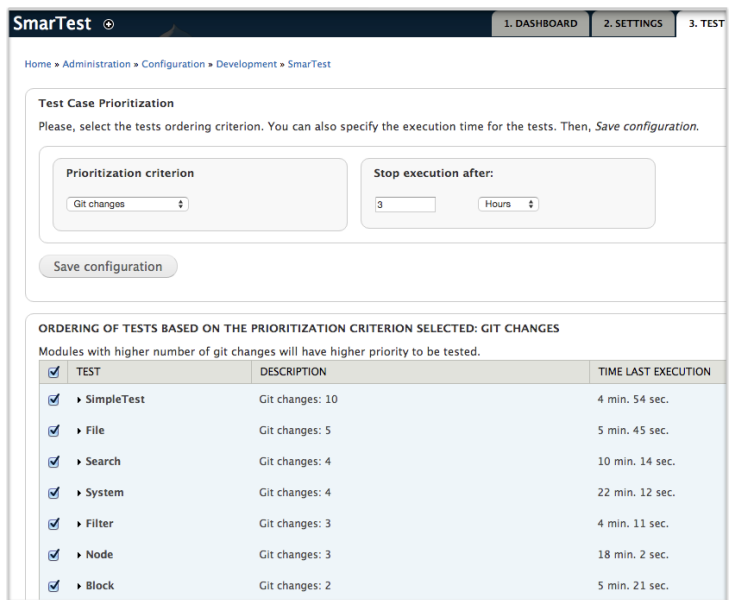 SmarTest
1. DASHBOARD 2. SETTINGS 3. TEST
Home » Administration » Configuration » Development » SmarTest
Test Case Prioritization
Please, select the tests ordering criterion. You can also specify the execution time for the tests. Then, Save configuration.
Prioritization criterion Stop execution after:
Git changes 3 Hours
Save configuration
ORDERING OF TESTS BASED ON THE PRIORITIZATION CRITERION SELECTED: GIT CHANGES
Modules with higher number of git changes will have higher priority to be tested.
TEST DESCRIPTION TIME LAST EXECUTION
SimpleTest Git changes: 10 4 min. 54 sec.
File Git changes: 5 5 min. 45 sec.
Search Git changes: 4 10 min. 14 sec.
System Git changes: 4 22 min. 12 sec.
Filter Git changes: 3 4 min. 11 sec.
Node Git changes: 3 18 min. 2 sec.
Block Git changes: 2 5 min. 21 sec.